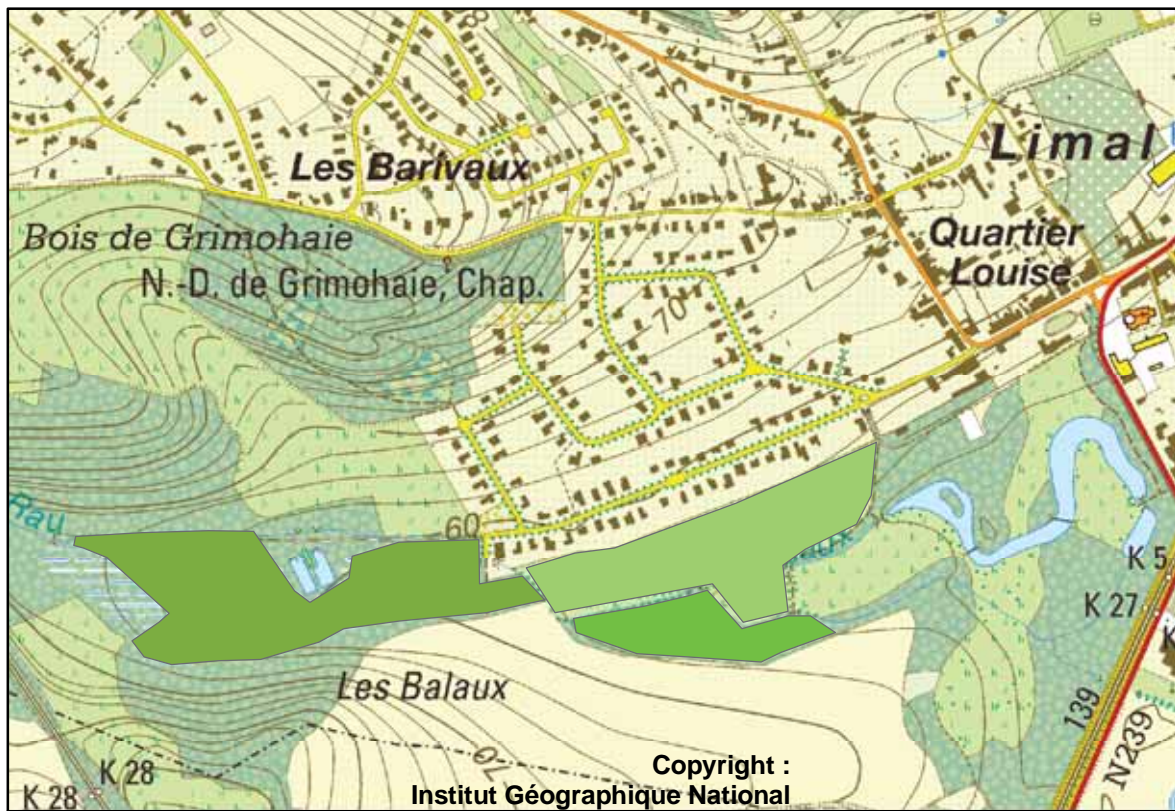 Les Barivaux
Limal
Bois de Grimohaie
Quartier
Louise
N.-D. de Grimohaie, Chap.
70
Rau
60
K 5
K 27
K
Les Balaux
139
N239
70
K 28
K 28
Copyright :
Institut Géographique National